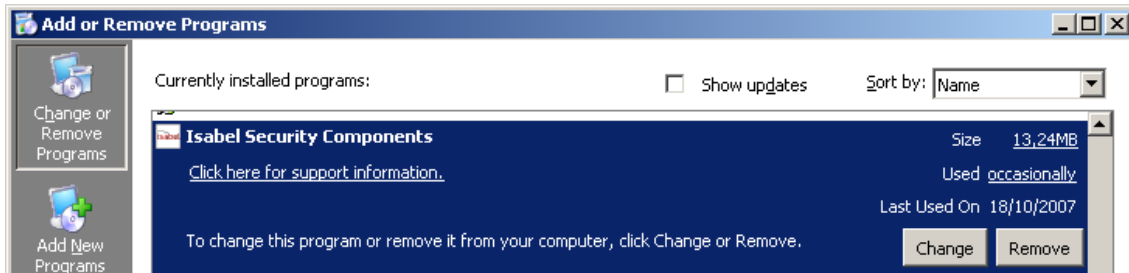 Add or Remove Programs
Change or
Remove
Programs
Add New
Programs
Currently installed programs:
Show updates
Sort by: Name
Isabel Security Components
Size 13,24MB
Click here for support information.
Used occasionally
Last Used On 18/10/2007
To change this program or remove it from your computer, click Change or Remove.
Change Remove